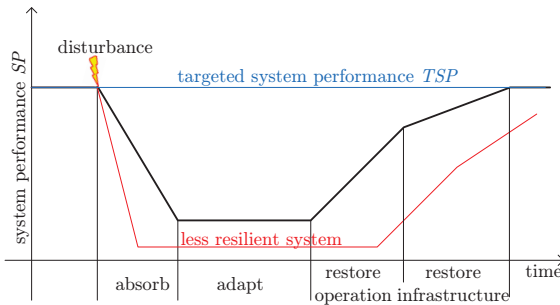 disturbance
targeted system performance TSP
system performance SP
less resilient system
absorb
adapt
restore
operation
restore
infrastructure
time